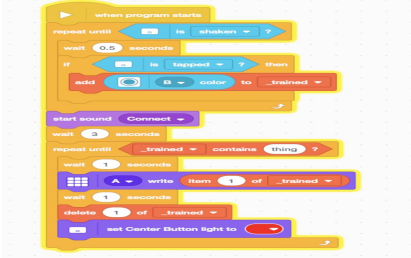 when program starts
repeat until is shaken ?
wait 0.5 seconds
if is tapped ? then
add B color to _trained
start sound Connect
wait 3 seconds
repeat until _trained contains thing ?
wait 1 seconds
A write item 1 of _trained
wait 1 seconds
delete 1 of _trained
set Center Button light to